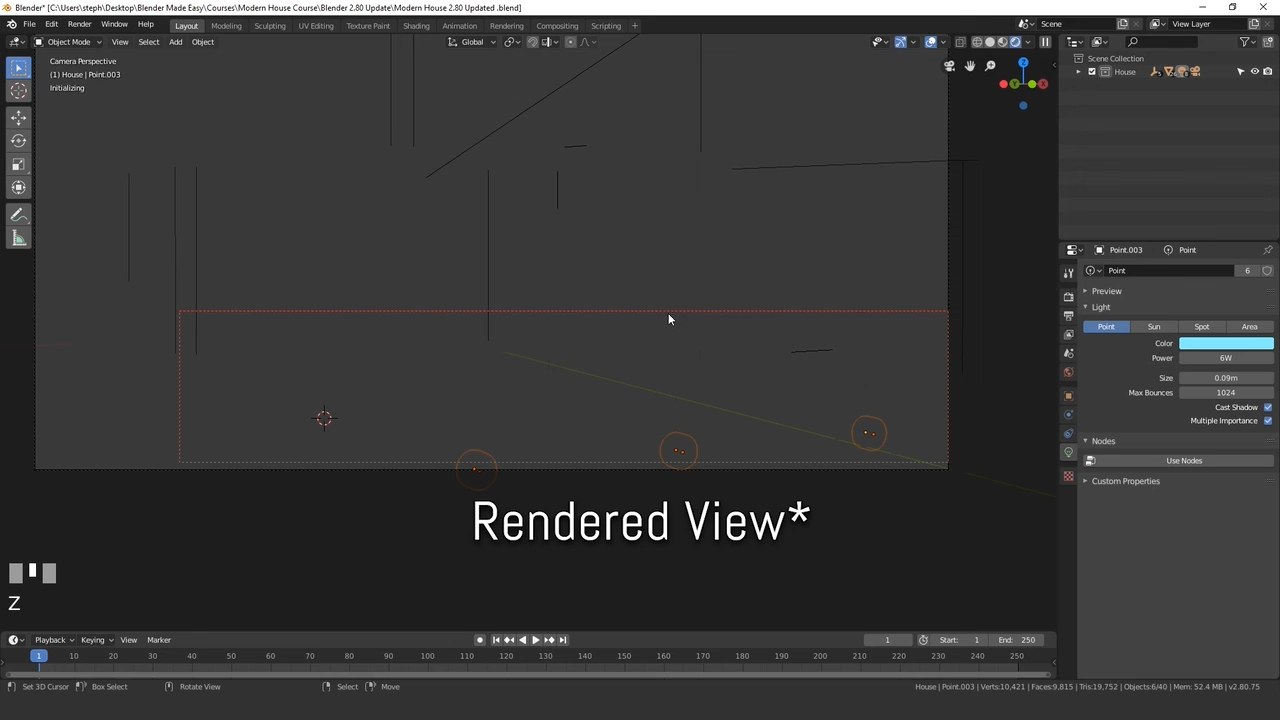 Blender* [C:\Users\steph\Desktop\Blender Made Easy\Courses\Modern House Course\Blender 2.80 Update\Modern House 2.80 Updated .blend]
File Edit Render Window Help Layout Modeling Sculpting UV Editing Texture Paint Shading Animation Rendering Compositing Scripting + Scene View Layer
Object Mode View Select Add Object Global
Camera Perspective
(1) House | Point.003
Initializing
Z
Y
X
Scene Collection
House
Point.003 Point
Point 6
Preview
Light
Point Sun Spot Area
Color
Power 6W
Size 0.09m
Max Bounces 1024
Cast Shadow
Multiple Importance
Nodes
Use Nodes
Custom Properties
Rendered View*
Z
Playback Keying View Marker 1 Start: 1 End: 250
1 10 20 30 40 50 60 70 80 90 100 110 120 130 140 150 160 170 180 190 200 210 220 230 240 250
Set 3D Cursor Box Select Rotate View Select Move House | Point.003 | Verts:10,421 | Faces:9,815 | Tris:19,752 | Objects:6/40 | Mem: 52.4 MB | v2.80.75